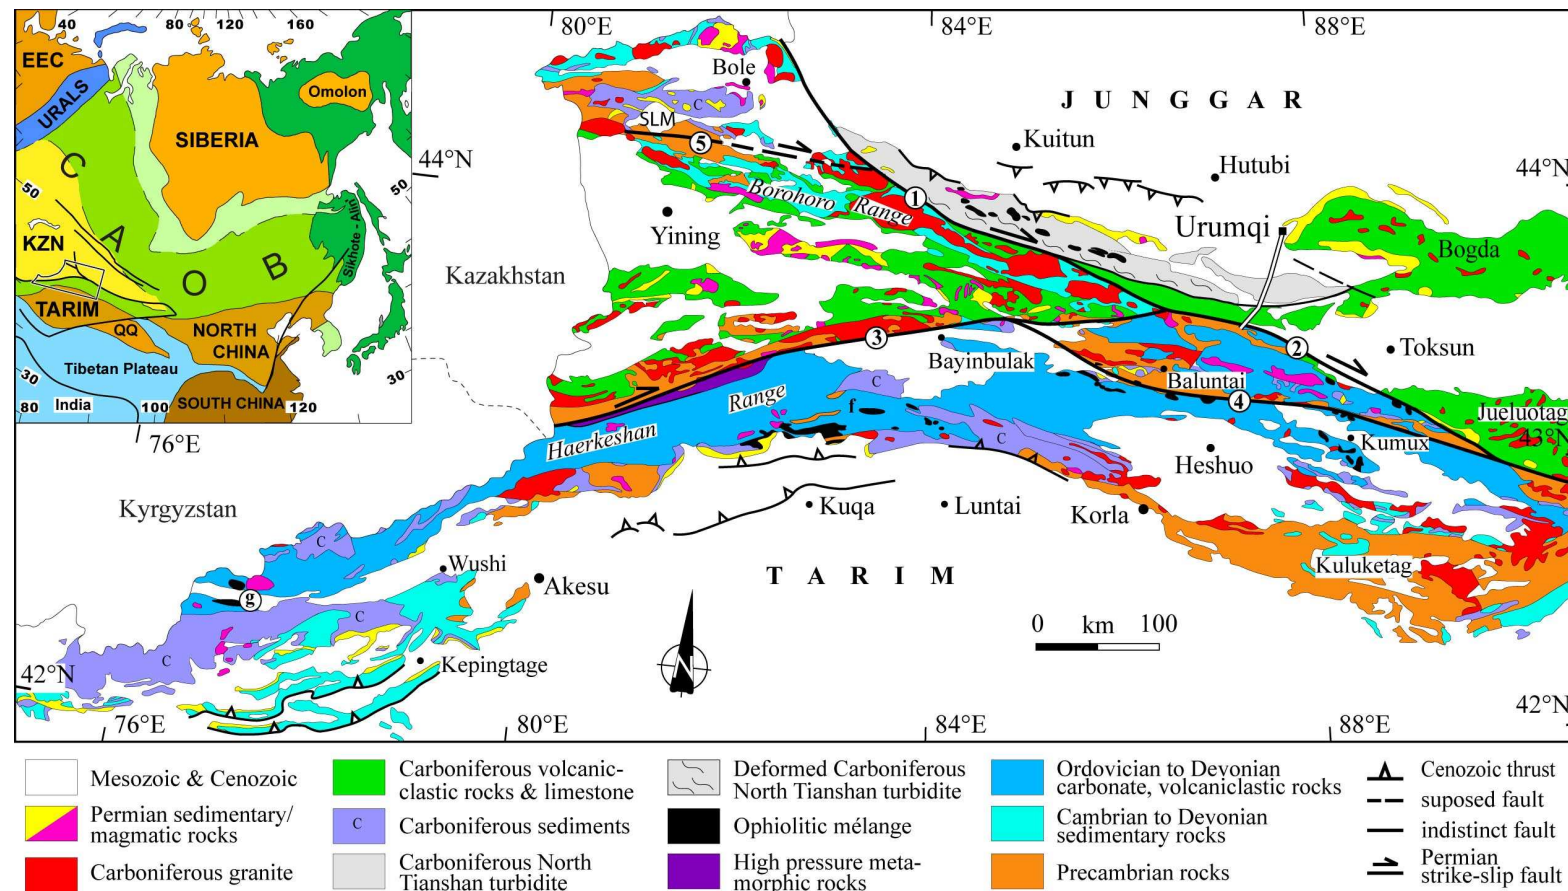 40
80
120
160
EEC
URALS
Omolon
SIBERIA
C
A
O
B
50
50
KZN
Sikhote - Alin'
TARIM
QQ
NORTH
CHINA
Tibetan Plateau
30
30
India
SOUTH CHINA
80
100
120
80°E
84°E
88°E
Bole
JUNGGAR
C
SLM
Kuitun
5
44°N
Hutubi
44°N
Borohoro
Range
1
Urumqi
Yining
Bogda
Kazakhstan
3
2
Toksun
Bayinbulak
Baluntai
C
Range
f
4
Jueluotag
76°E
Haerkeshan
C
Kumux
43°N
Heshuo
Kyrgyzstan
Kuqa
Luntai
Korla
C
Wushi
TARIM
Kuluketag
Akesu
g
C
0
km
100
C
Kepingtage
N
42°N
42°N
76°E
80°E
84°E
88°E
Mesozoic & Cenozoic
Permian sedimentary/
magmatic rocks
Carboniferous granite
Carboniferous volcanic-
clastic rocks & limestone
C
Carboniferous sediments
Carboniferous North
Tianshan turbidite
Deformed Carboniferous
North Tianshan turbidite
Ophiolitic mélange
High pressure meta-
morphic rocks
Ordovician to Devonian
carbonate, volcaniclastic rocks
Cambrian to Devonian
sedimentary rocks
Precambrian rocks
Cenozoic thrust
suposed fault
indistinct fault
Permian
strike-slip fault